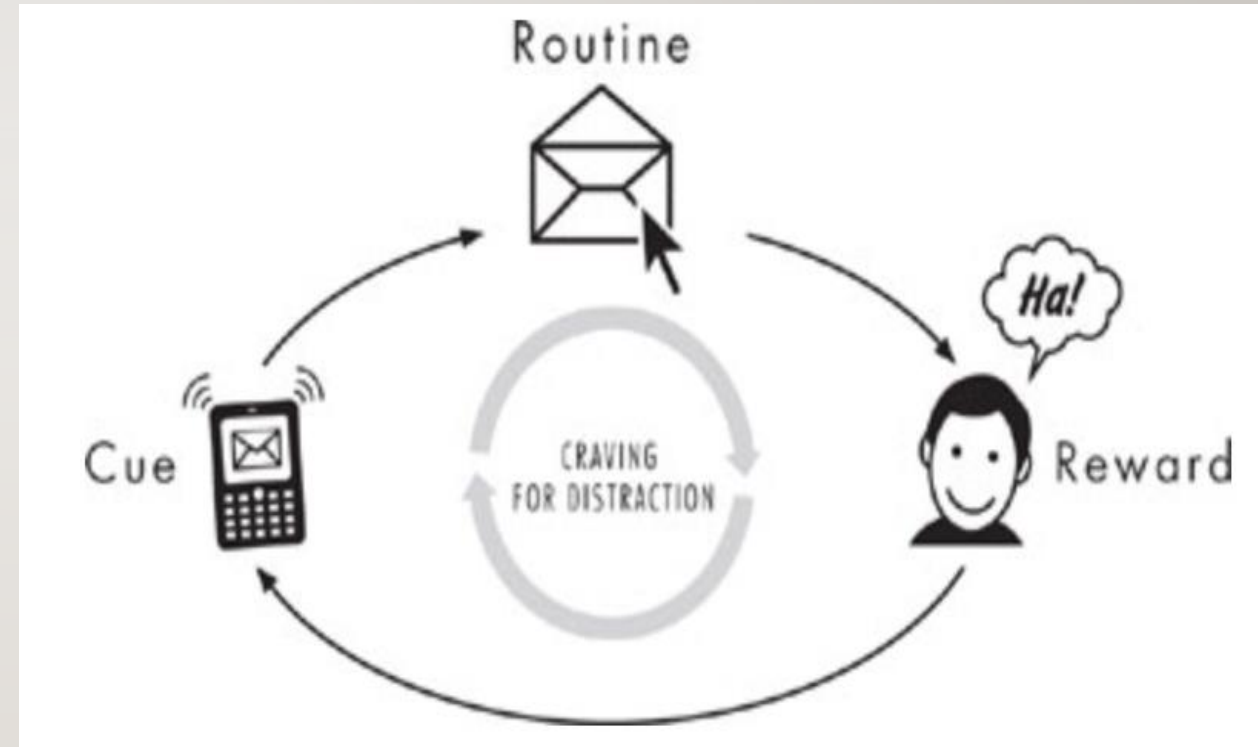 Routine
Ha!
Cue
CRAVING
FOR DISTRACTION
Reward